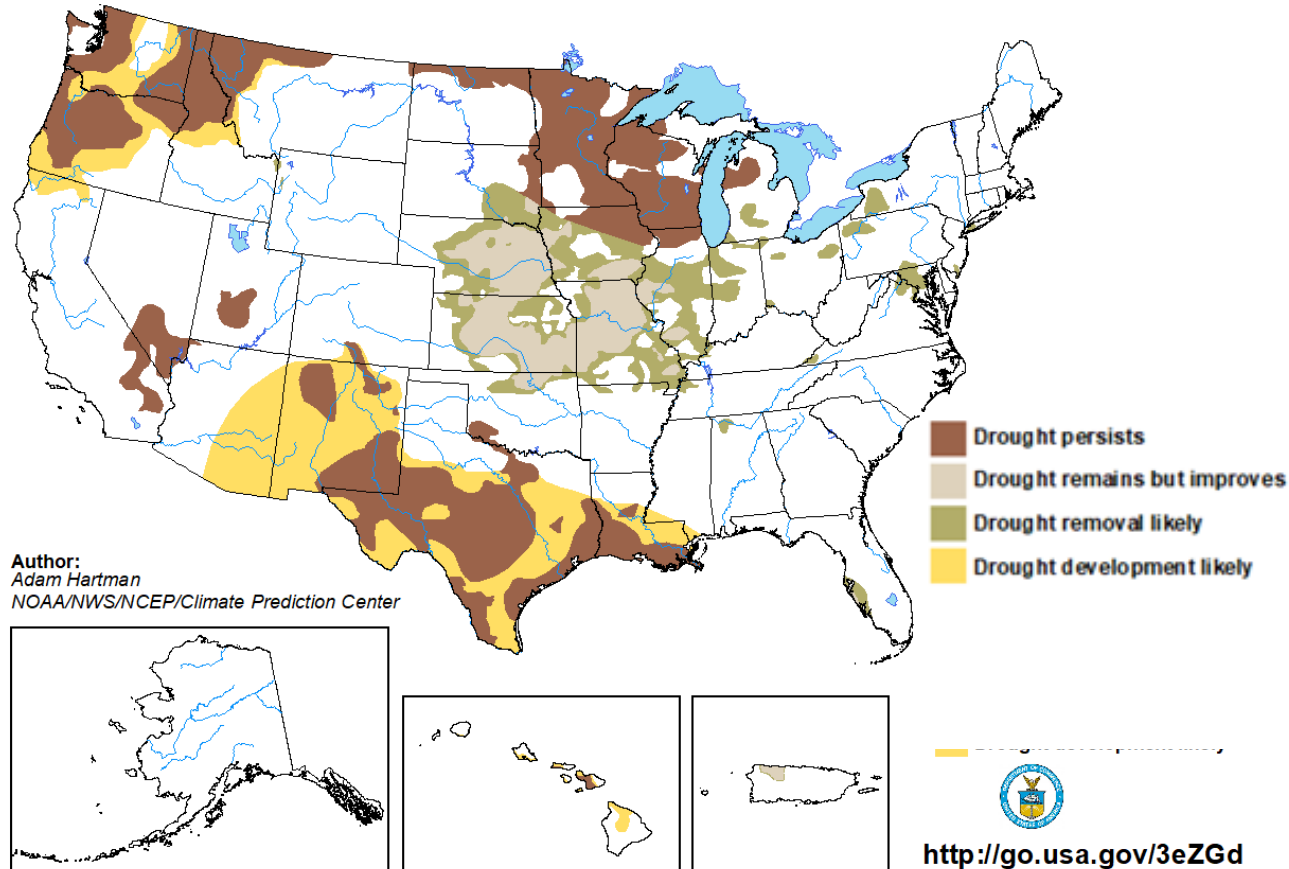 Drought persists
Drought remains but improves
Drought removal likely
Drought development likely
Author:
Adam Hartman
NOAA/NWS/NCEP/Climate Prediction Center
http://go.usa.gov/3eZGd